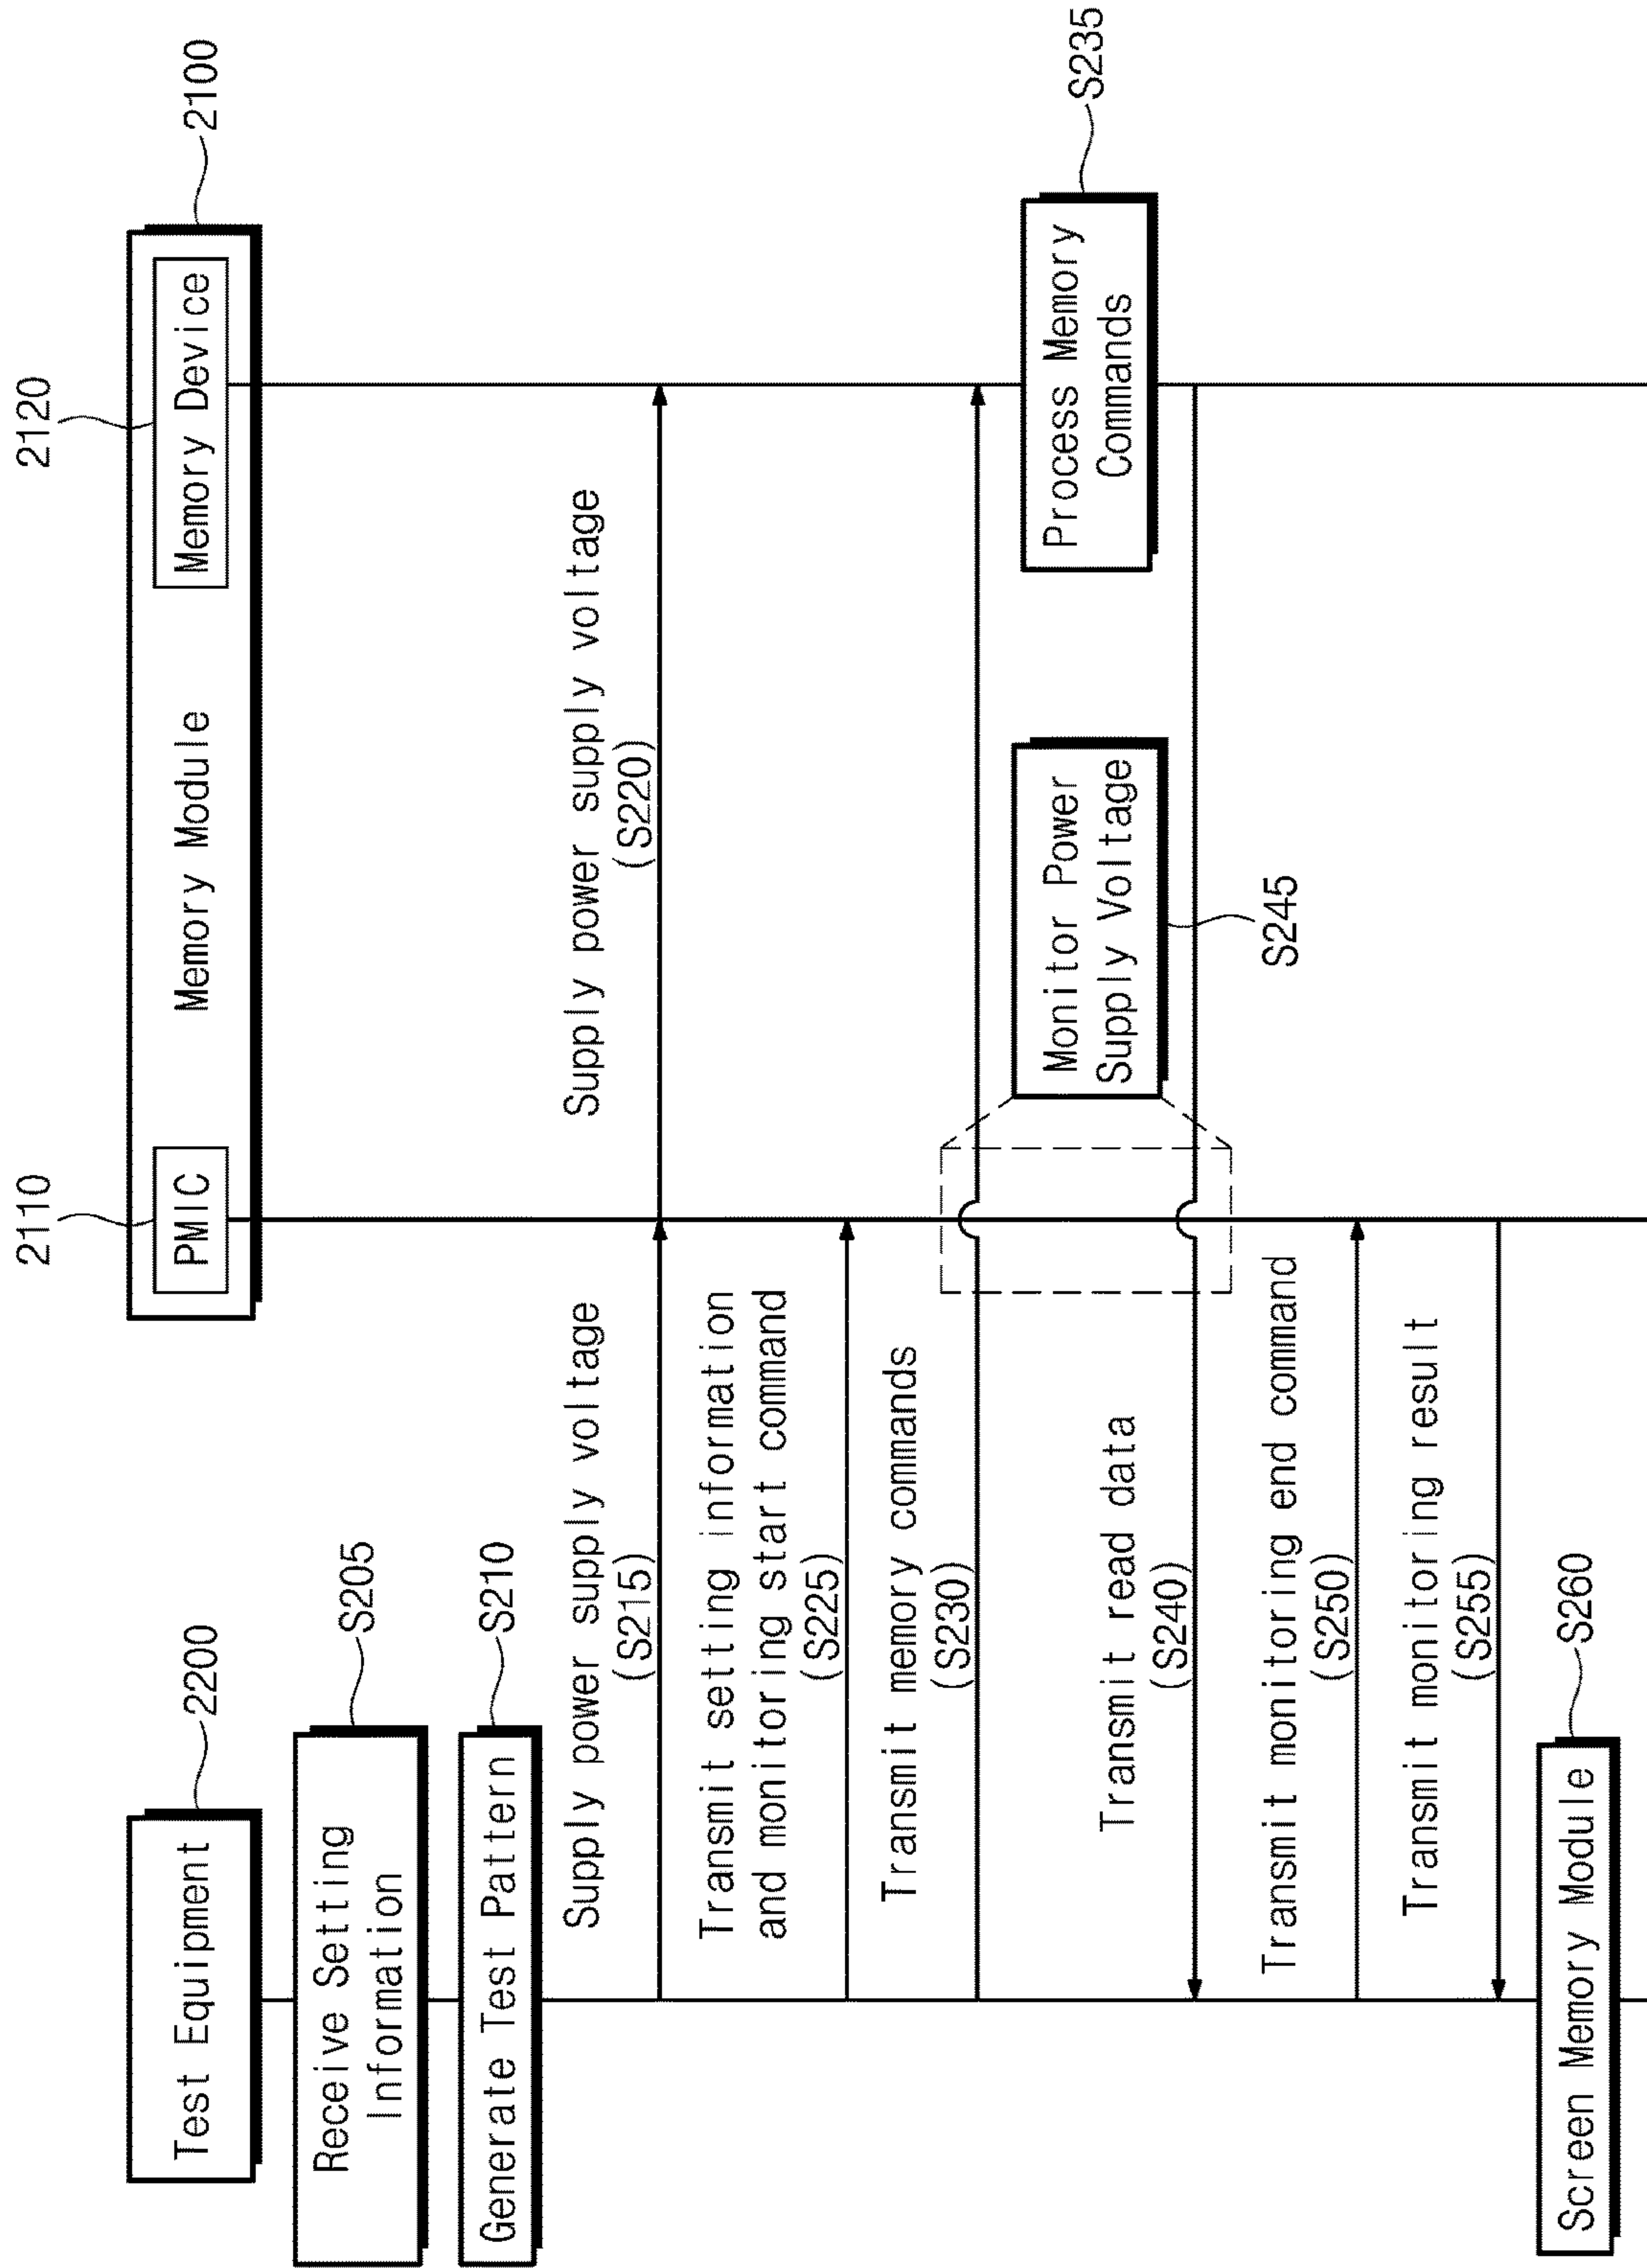 2110
2120
2200
Test Equipment
PMIC
Memory Module
Memory Device
2100
Receive Setting
Information
S205
Generate Test Pattern
S210
Supply power supply voltage
(S215)
Supply power supply voltage
(S220)
Transmit setting information
and monitoring start command
(S225)
Transmit memory commands
(S230)
Monitor Power
Supply Voltage
S245
Process Memory
Commands
S235
Transmit read data
(S240)
Transmit monitoring end command
(S250)
Transmit monitoring result
(S255)
Screen Memory Module
S260